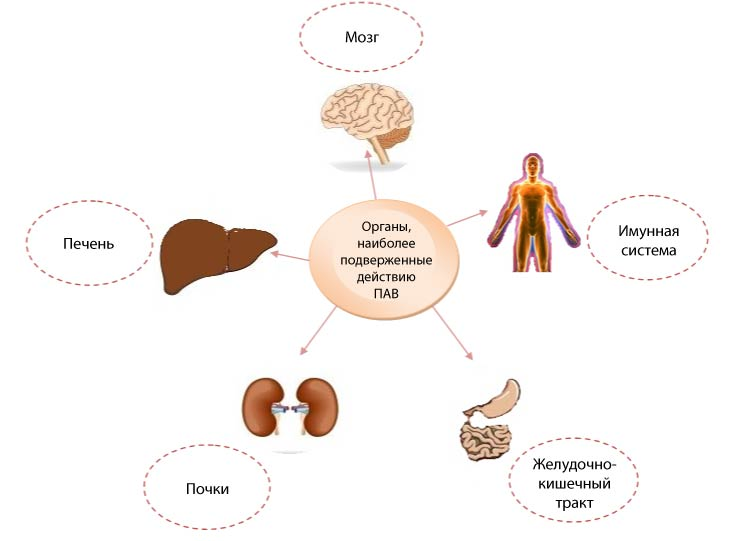 Мозг
Органы,
наиболее
подверженные
действию
ПАВ
Имунная
система
Печень
Почки
Желудочно-
кишечный
тракт